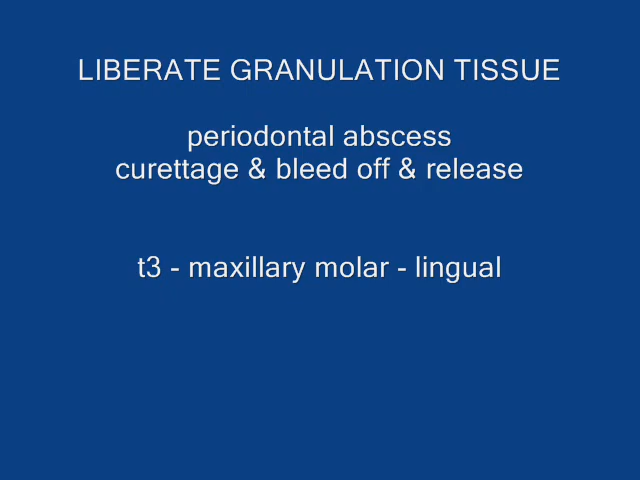 LIBERATE GRANULATION TISSUE
periodontal abscess
curettage & bleed off & release
t3 - maxillary molar - lingual